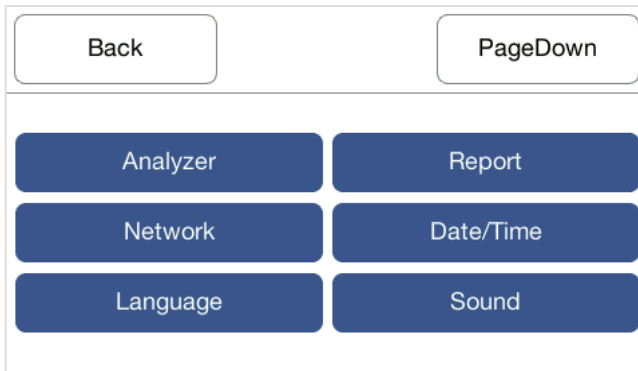 Back PageDown
Analyzer Report
Network Date/Time
Language Sound